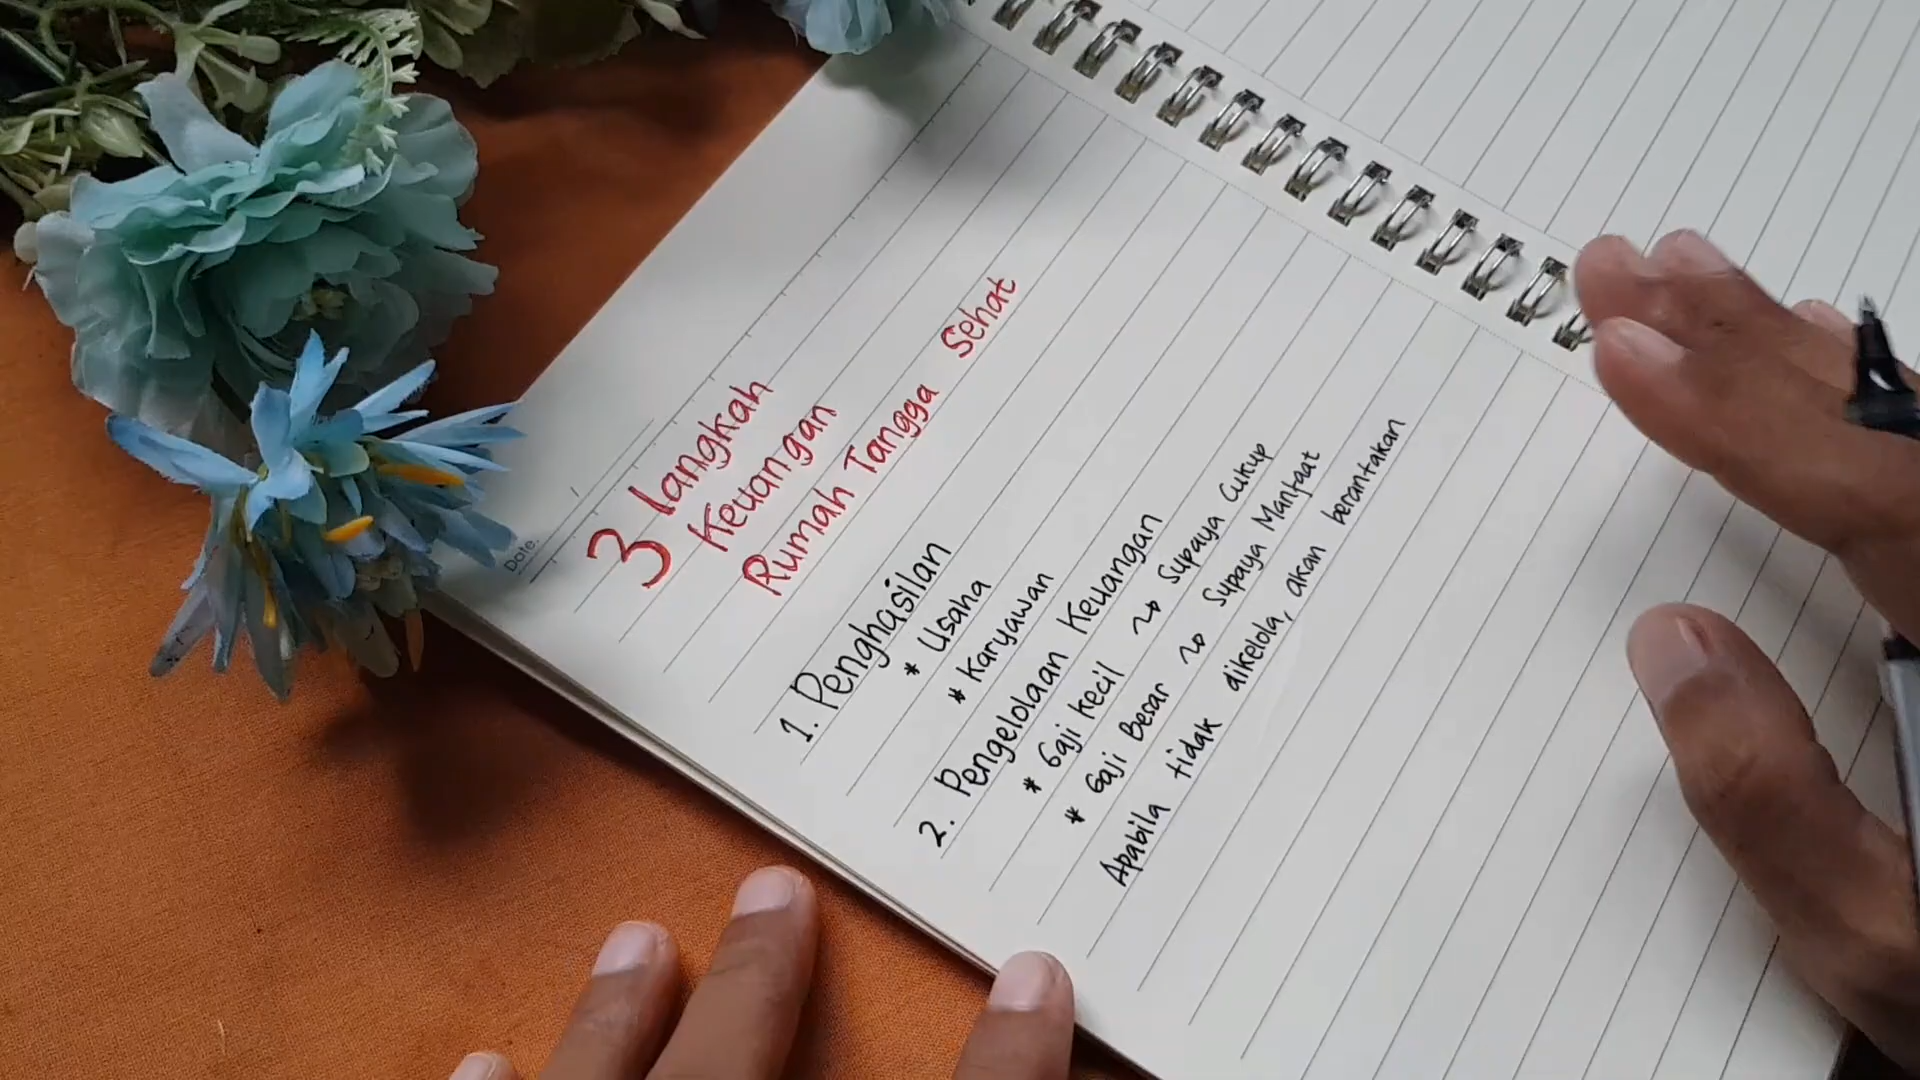 Date.
3 langkah
Keuangan
Rumah Tangga Sehat
1. Penghasilan
* Usaha
* Karyawan
2. Pengelolaan Keuangan
* Gaji kecil ~> Supaya Cukup
* Gaji Besar ~> Supaya Manfaat
Apabila tidak dikelola, akan berantakan